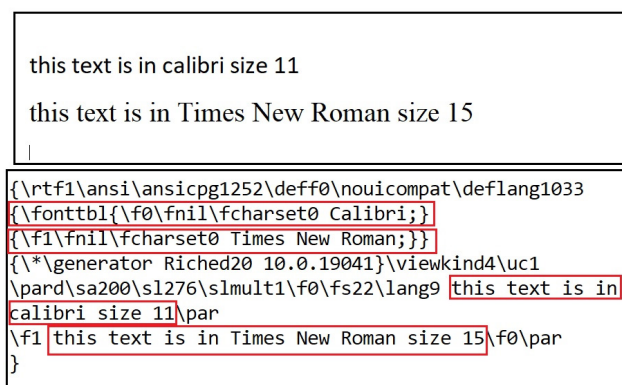 this text is in calibri size 11
this text is in Times New Roman size 15
{\rtf1\ansi\ansicpg1252\deff0\nouicompat\deflang1033
{\fonttbl{\f0\fnil\fcharset0 Calibri;}
{\f1\fnil\fcharset0 Times New Roman;}}
{\*\generator Riched20 10.0.19041}\viewkind4\uc1
\pard\sa200\sl276\slmult1\f0\fs22\lang9 this text is in
calibri size 11\par
\f1 this text is in Times New Roman size 15\f0\par
}